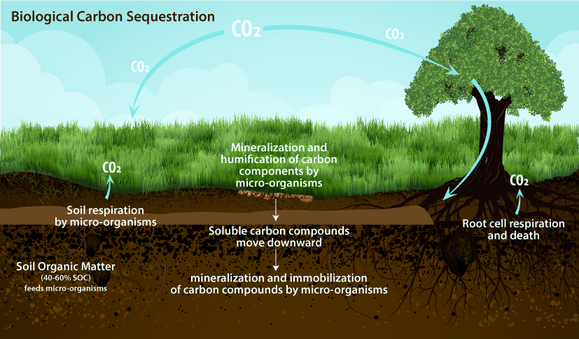 Biological Carbon Sequestration
CO₂
CO₂
CO₂
Mineralization and
humification of carbon
components by
micro-organisms
CO₂
CO₂
Soil respiration
by micro-organisms
Root cell respiration
and death
Soluble carbon compounds
move downward
Soil Organic Matter
(40-60% SOC)
feeds micro-organisms
mineralization and immobilization
of carbon compounds by micro-organisms